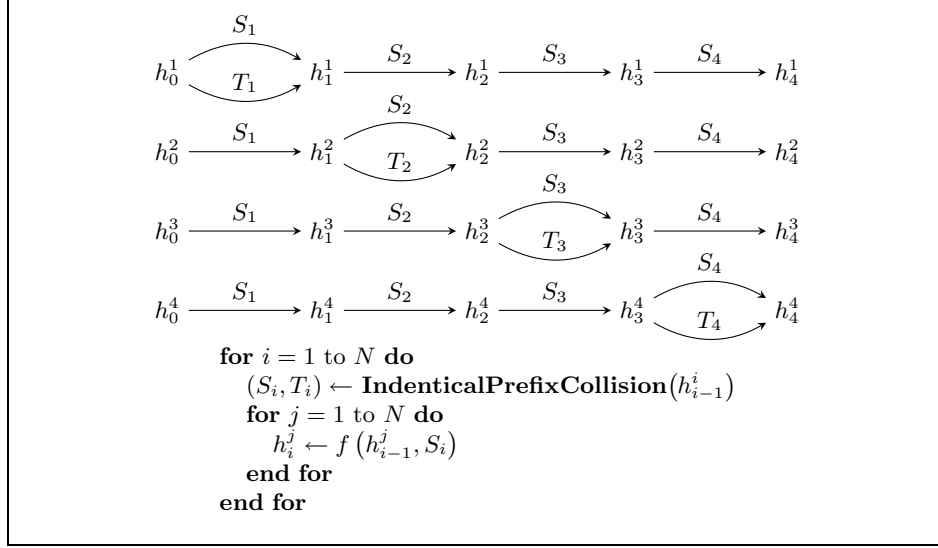 S_1
h_0^1 T_1 h_1^1 S_2 h_2^1 S_3 h_3^1 S_4 h_4^1
S_2
h_0^2 S_1 h_1^2 T_2 h_2^2 S_3 h_3^2 S_4 h_4^2
S_3
h_0^3 S_1 h_1^3 S_2 h_2^3 T_3 h_3^3 S_4 h_4^3
S_4
h_0^4 S_1 h_1^4 S_2 h_2^4 S_3 h_3^4 T_4 h_4^4
for i = 1 to N do
(S_i, T_i) ← IndenticalPrefixCollision(h_{i-1}^i)
for j = 1 to N do
h_i^j ← f (h_{i-1}^j, S_i)
end for
end for